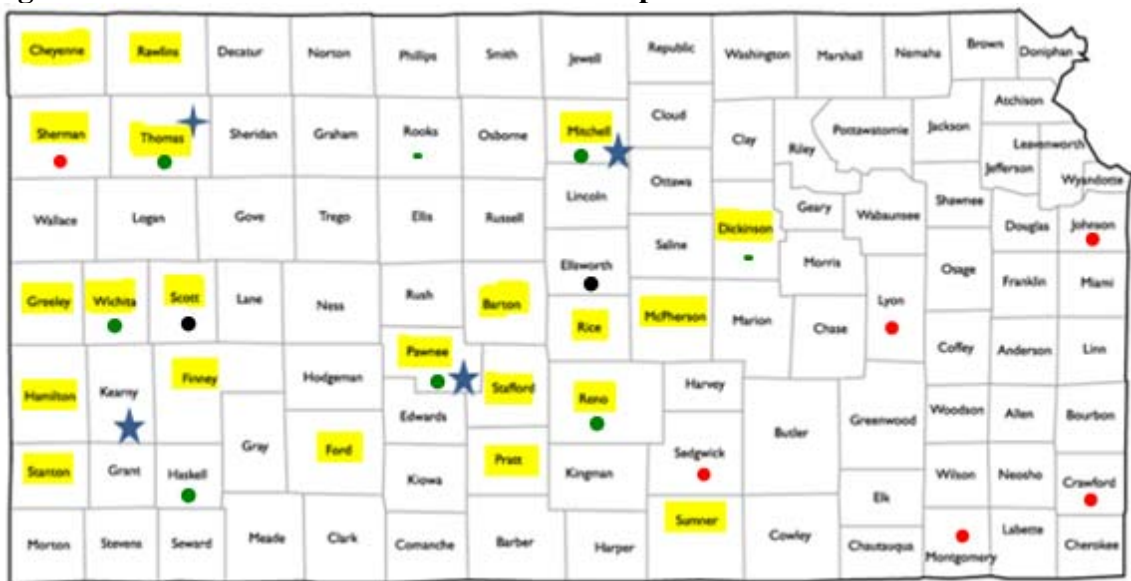 Cheyenne Rawlins Decatur Norton Phillips Smith Jewell Republic Washington Marshall Nemaha Brown Doniphan
Sherman Thomas Sheridan Graham Rooks Osborne Mitchell Cloud Clay Riley Pottawatomie Jackson Atchison
Jefferson Leavenworth Wyandotte
Wallace Logan Gove Trego Ellis Russell Lincoln Ottawa Geary Wabaunsee Shawnee Douglas Johnson
Dickinson Saline Morris
Greeley Wichita Scott Lane Ness Rush Barton Ellsworth Rice McPherson Marion Chase Lyon Osage Franklin Miami
Hamilton Kearny Finney Hodgeman Pawnee Stafford Reno Harvey Coffey Anderson Linn
Edwards Butler Greenwood Woodson Allen Bourbon
Stanton Grant Haskell Gray Ford Kiowa Pratt Kingman Sedgwick Wilson Neosho Crawford
Elk Sumner
Morton Stevens Seward Meade Clark Comanche Barber Harper Cowley Chautauqua Montgomery Labette Cherokee